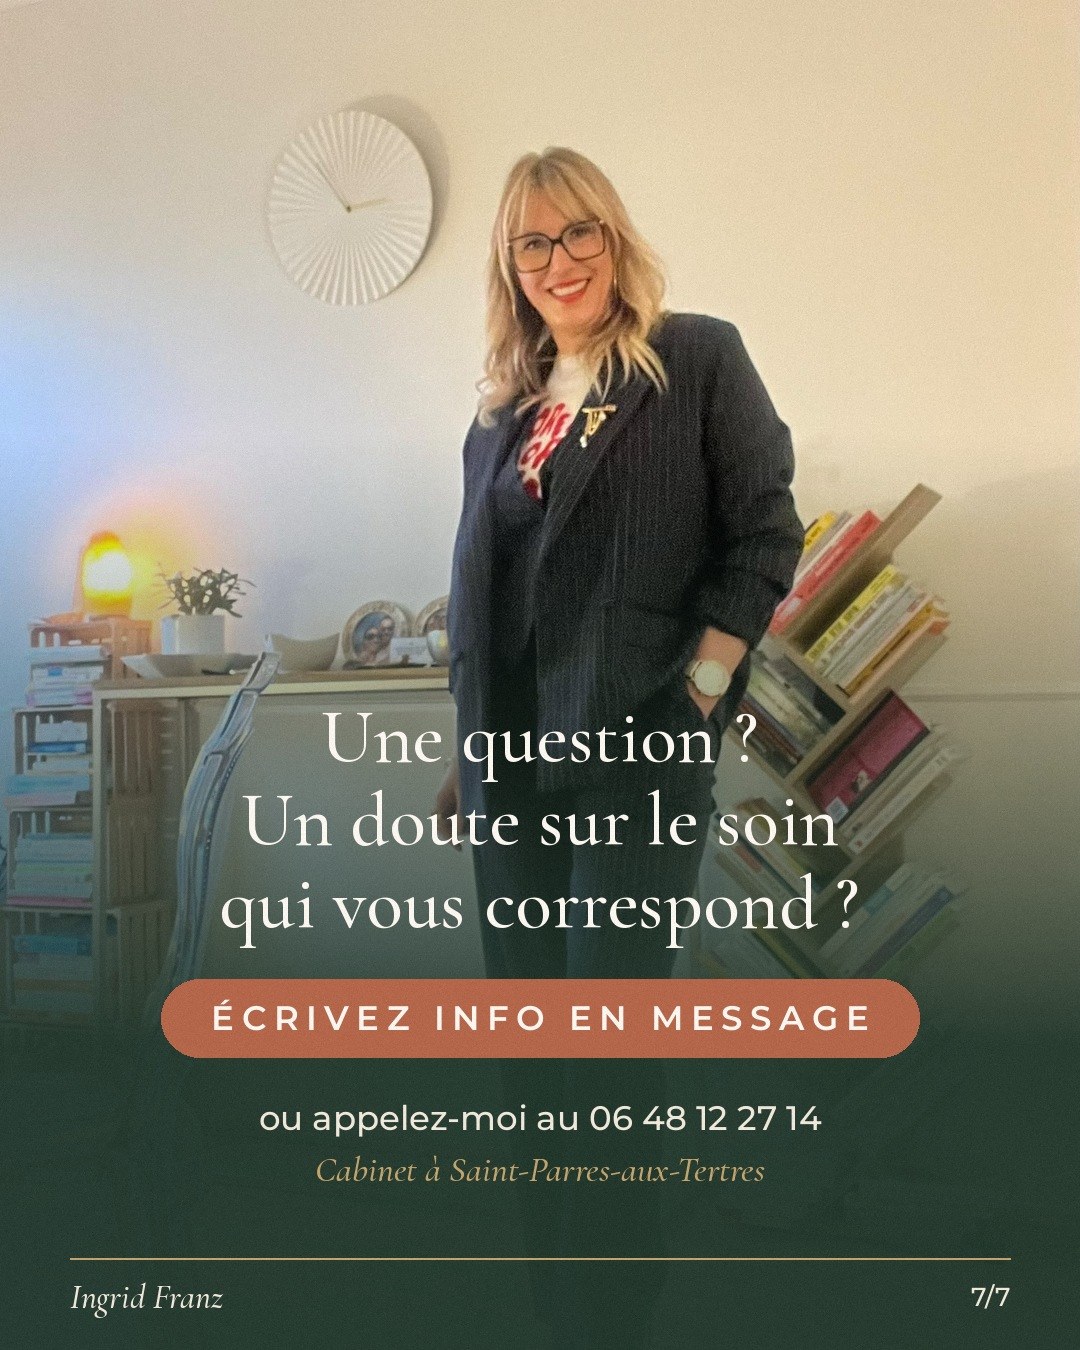 Une question ?
Un doute sur le soin
qui vous correspond ?
ÉCRIVEZ INFO EN MESSAGE
ou appelez-moi au 06 48 12 27 14
Cabinet à Saint-Parres-aux-Tertres
Ingrid Franz
7/7